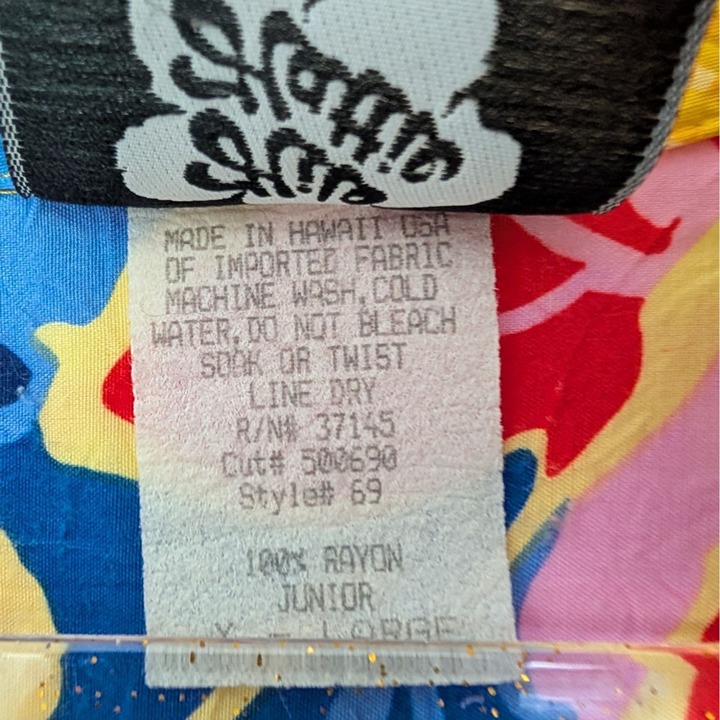 MADE IN HAWAII USA
OF IMPORTED FABRIC
MACHINE WASH,COLD
WATER,DO NOT BLEACH
SOOK OR TWIST
LINE DRY
R/N# 37145
Cut# 500690
Style# 69
100% RAYON
JUNIOR
X - LARGE